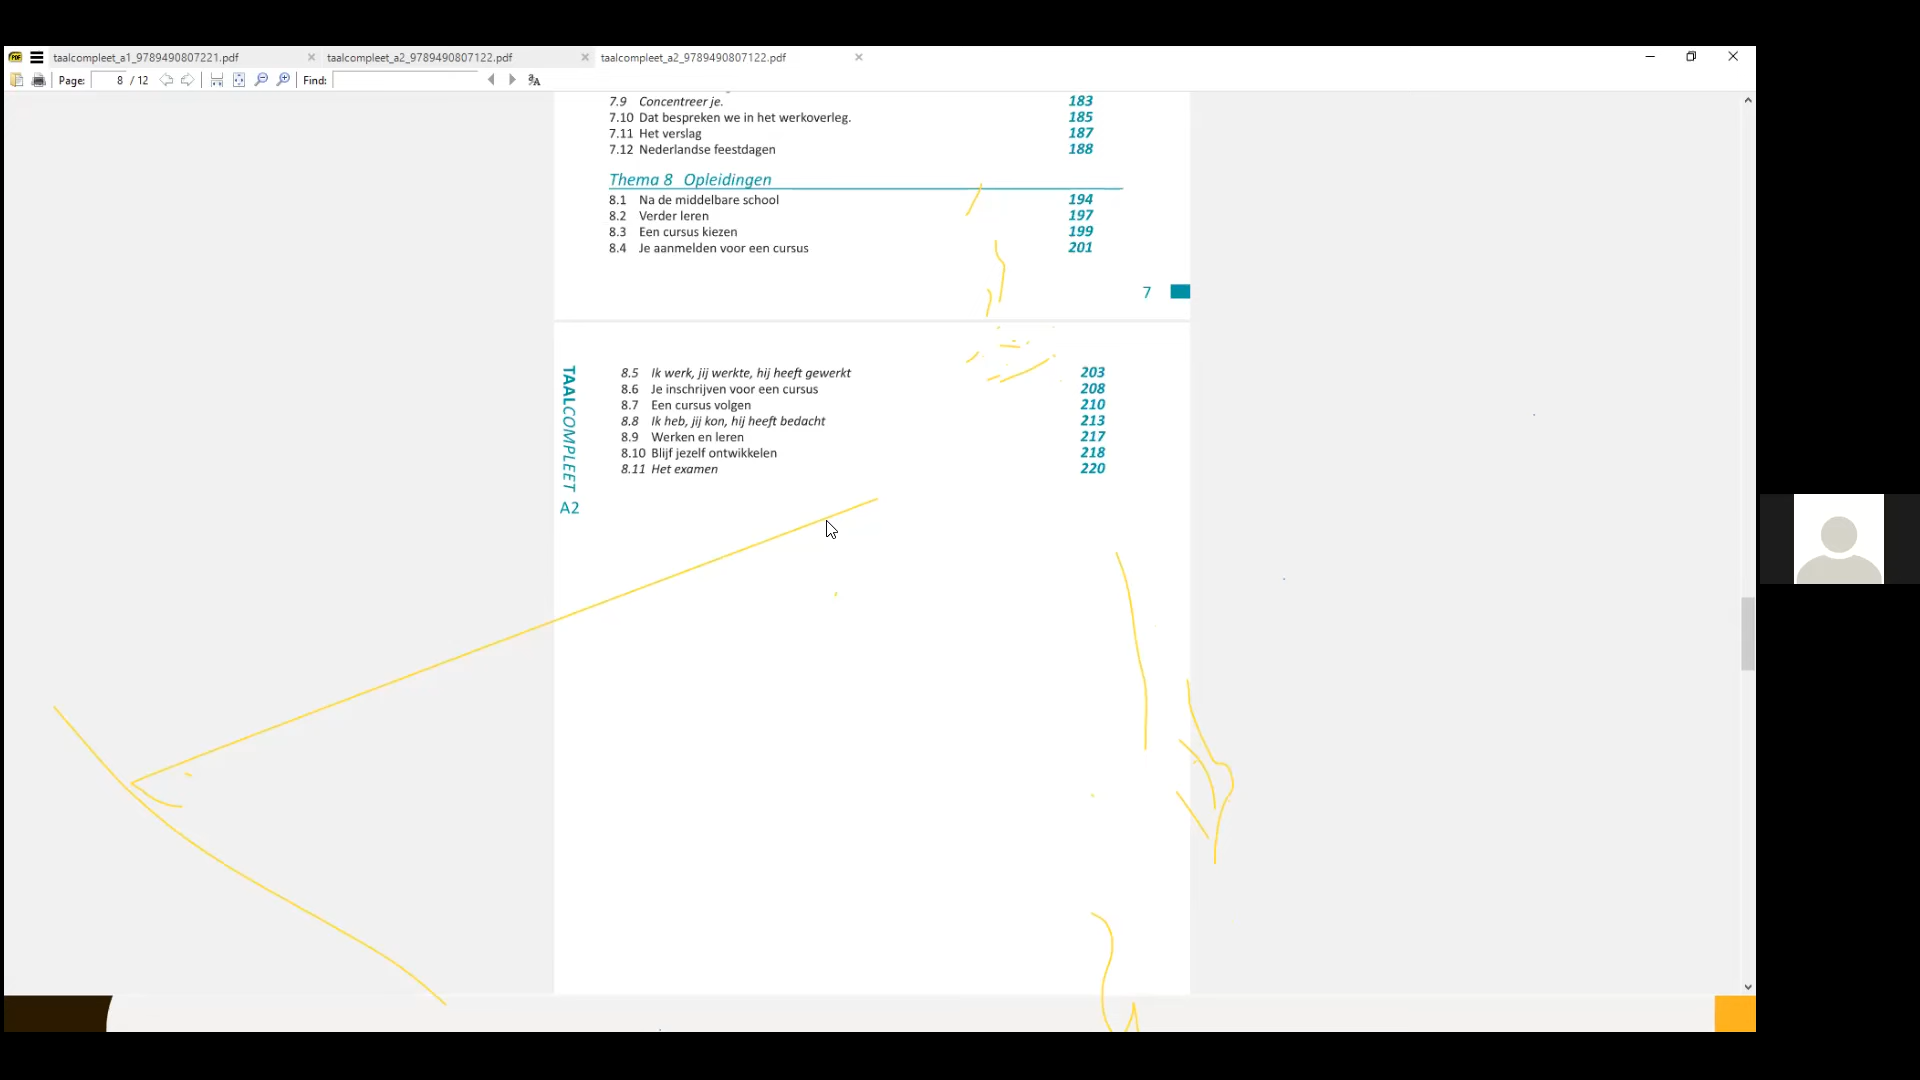 taalcompleet_a1_9789490807221.pdf
taalcompleet_a2_9789490807122.pdf
taalcompleet_a2_9789490807122.pdf
Page: 8 / 12 Find:
7.9 Concentreer je. 183
7.10 Dat bespreken we in het werkoverleg. 185
7.11 Het verslag 187
7.12 Nederlandse feestdagen 188
Thema 8 Opleidingen
8.1 Na de middelbare school 194
8.2 Verder leren 197
8.3 Een cursus kiezen 199
8.4 Je aanmelden voor een cursus 201
7
TAALCOMPLEET A2
8.5 Ik werk, jij werkte, hij heeft gewerkt 203
8.6 Je inschrijven voor een cursus 208
8.7 Een cursus volgen 210
8.8 Ik heb, jij kon, hij heeft bedacht 213
8.9 Werken en leren 217
8.10 Blijf jezelf ontwikkelen 218
8.11 Het examen 220